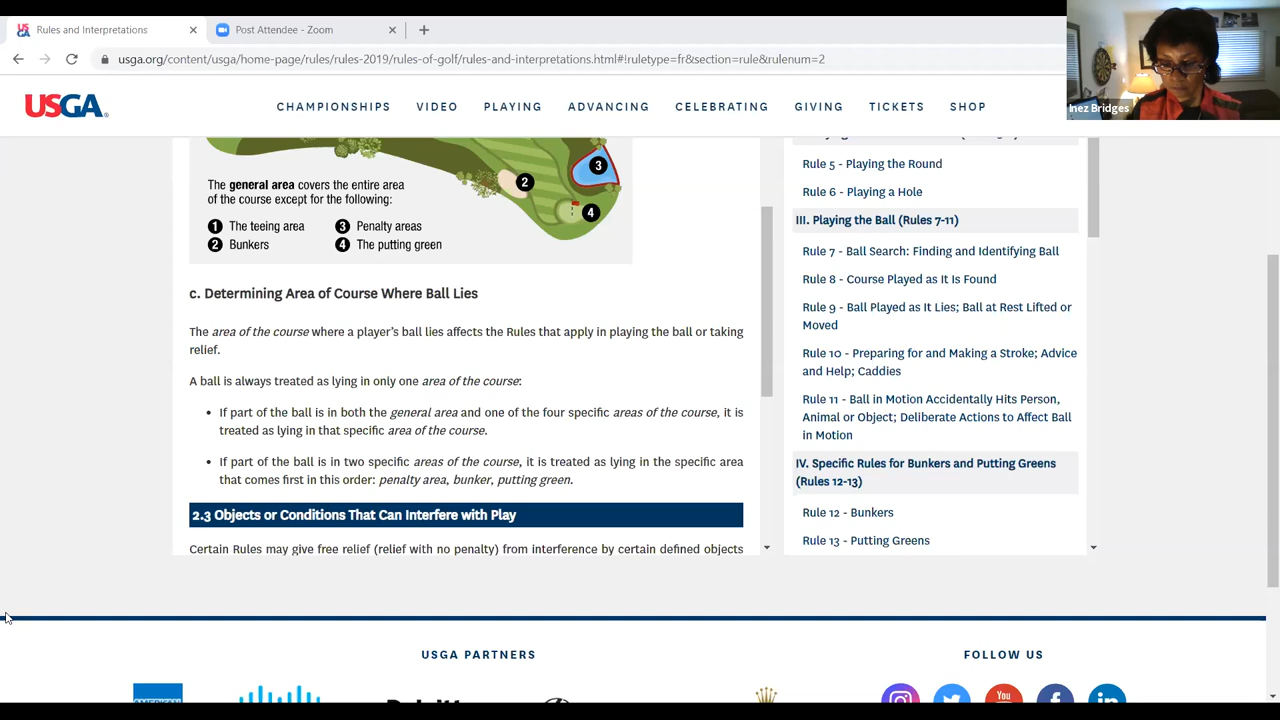 Rules and Interpretations
Post Attendee - Zoom
usga.org/content/usga/home-page/rules/rules-2019/rules-of-golf/rules-and-interpretations.html#!ruletype=fr&section=rule&rulenum=2
Inez Bridges
USGA
CHAMPIONSHIPS VIDEO PLAYING ADVANCING CELEBRATING GIVING TICKETS SHOP
3
2
4
The general area covers the entire area
of the course except for the following:
1 The teeing area 3 Penalty areas
2 Bunkers 4 The putting green
c. Determining Area of Course Where Ball Lies
The area of the course where a player's ball lies affects the Rules that apply in playing the ball or taking
relief.
A ball is always treated as lying in only one area of the course:
• If part of the ball is in both the general area and one of the four specific areas of the course, it is
treated as lying in that specific area of the course.
• If part of the ball is in two specific areas of the course, it is treated as lying in the specific area
that comes first in this order: penalty area, bunker, putting green.
2.3 Objects or Conditions That Can Interfere with Play
Certain Rules may give free relief (relief with no penalty) from interference by certain defined objects
Rule 5 - Playing the Round
Rule 6 - Playing a Hole
III. Playing the Ball (Rules 7-11)
Rule 7 - Ball Search: Finding and Identifying Ball
Rule 8 - Course Played as It Is Found
Rule 9 - Ball Played as It Lies; Ball at Rest Lifted or
Moved
Rule 10 - Preparing for and Making a Stroke; Advice
and Help; Caddies
Rule 11 - Ball in Motion Accidentally Hits Person,
Animal or Object; Deliberate Actions to Affect Ball
in Motion
IV. Specific Rules for Bunkers and Putting Greens
(Rules 12-13)
Rule 12 - Bunkers
Rule 13 - Putting Greens
USGA PARTNERS
FOLLOW US
AMERICAN
You